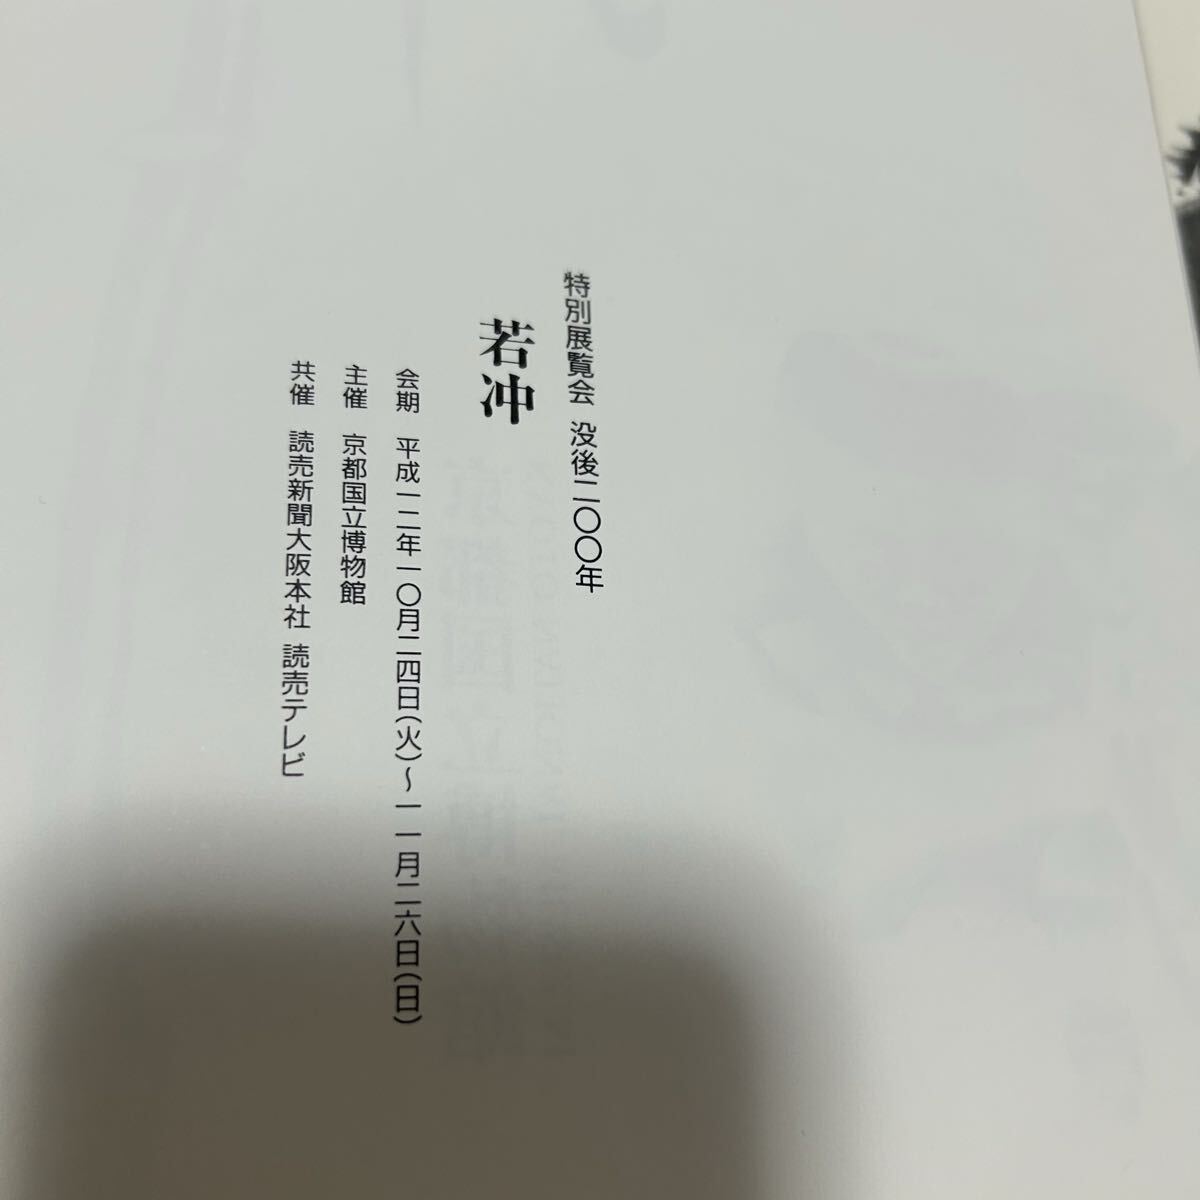 特別展覧会 没後二〇〇年
若冲
会期 平成一二年一〇月二四日(火)〜一一月二六日(日)
主催 京都国立博物館
共催 読売新聞大阪本社 読売テレビ